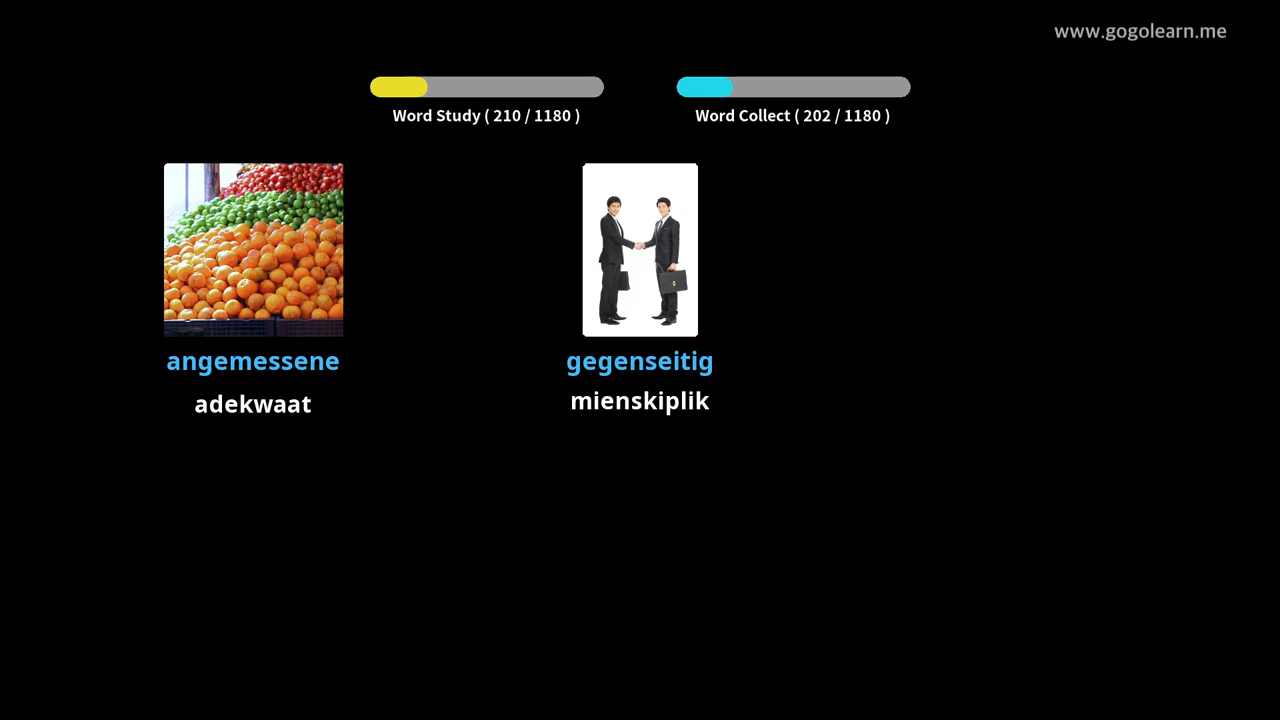 www.gogolearn.me
Word Study ( 210 / 1180 )
Word Collect ( 202 / 1180 )
angemessene
adekwaat
gegenseitig
mienskiplik